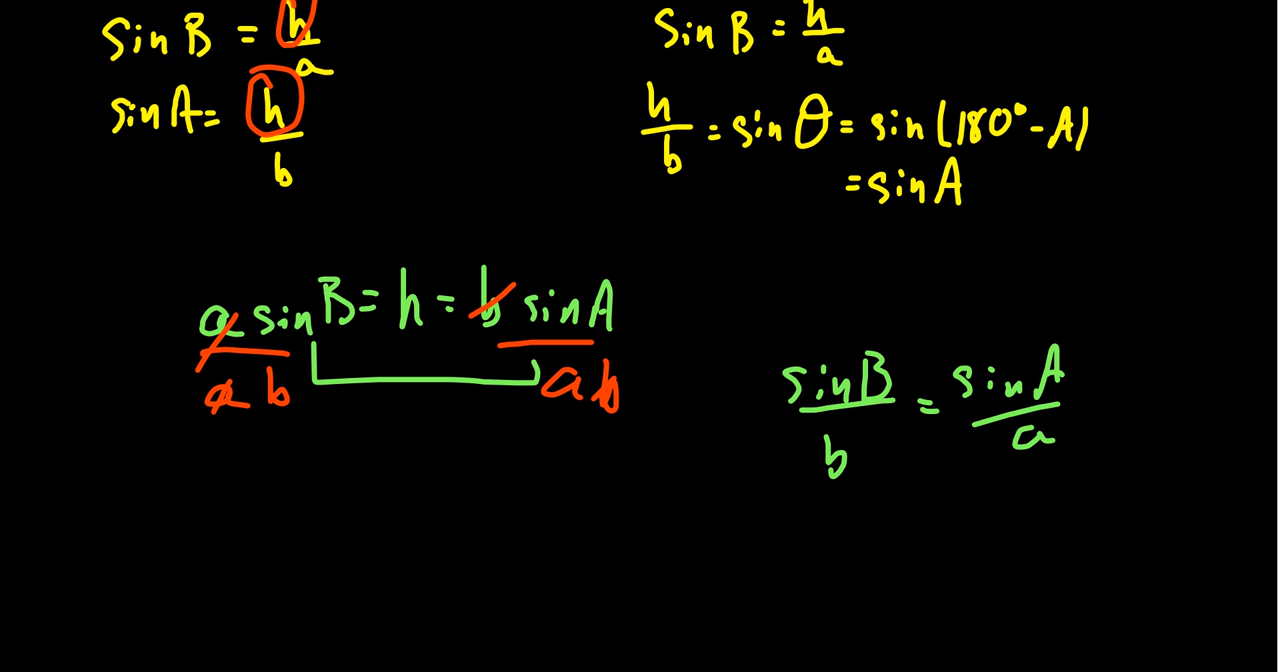 sin B = h/a
sin A = h/b
sin B = h/a
h/b = sin θ = sin(180° - A)
= sin A
a sin B / ab = h = b sin A / ab
sin B / b = sin A / a